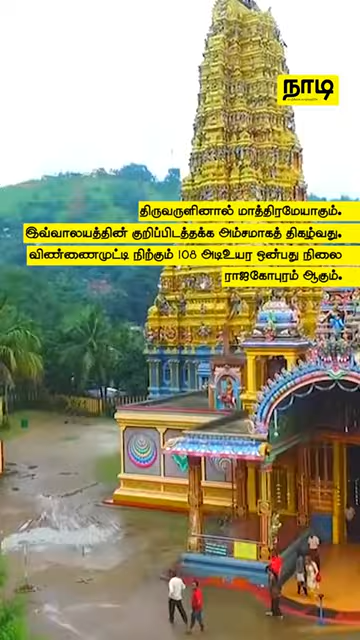 நாடி
திருவருளினால் மாத்திரமேயாகும்.
இவ்வாலயத்தின் குறிப்பிடத்தக்க அம்சமாகத் திகழ்வது.
விண்ணைமுட்டி நிற்கும் 108 அடிஉயர ஒன்பது நிலை
ராஜகோபுரம் ஆகும்.